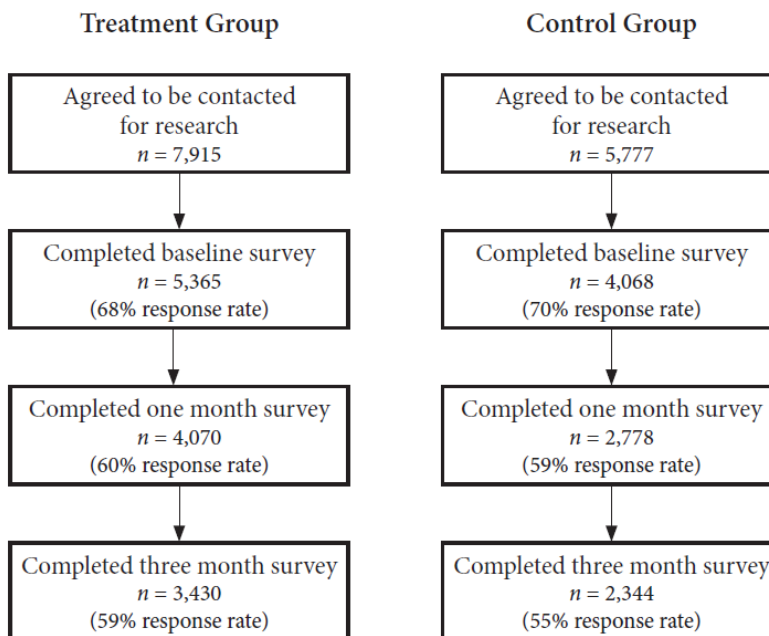 Treatment Group
Agreed to be contacted
for research
n = 7,915
Completed baseline survey
n = 5,365
(68% response rate)
Completed one month survey
n = 4,070
(60% response rate)
Completed three month survey
n = 3,430
(59% response rate)
Control Group
Agreed to be contacted
for research
n = 5,777
Completed baseline survey
n = 4,068
(70% response rate)
Completed one month survey
n = 2,778
(59% response rate)
Completed three month survey
n = 2,344
(55% response rate)